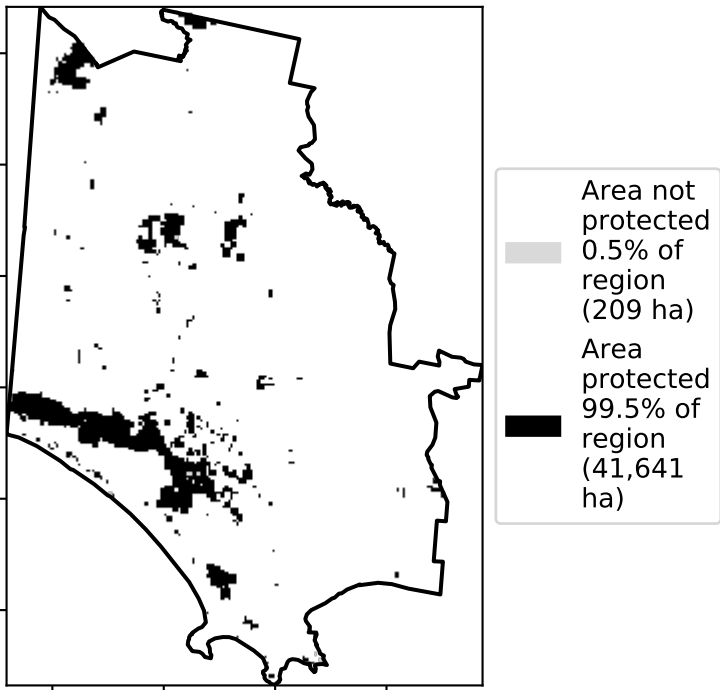 Area not
protected
0.5% of
region
(209 ha)
Area
protected
99.5% of
region
(41,641
ha)